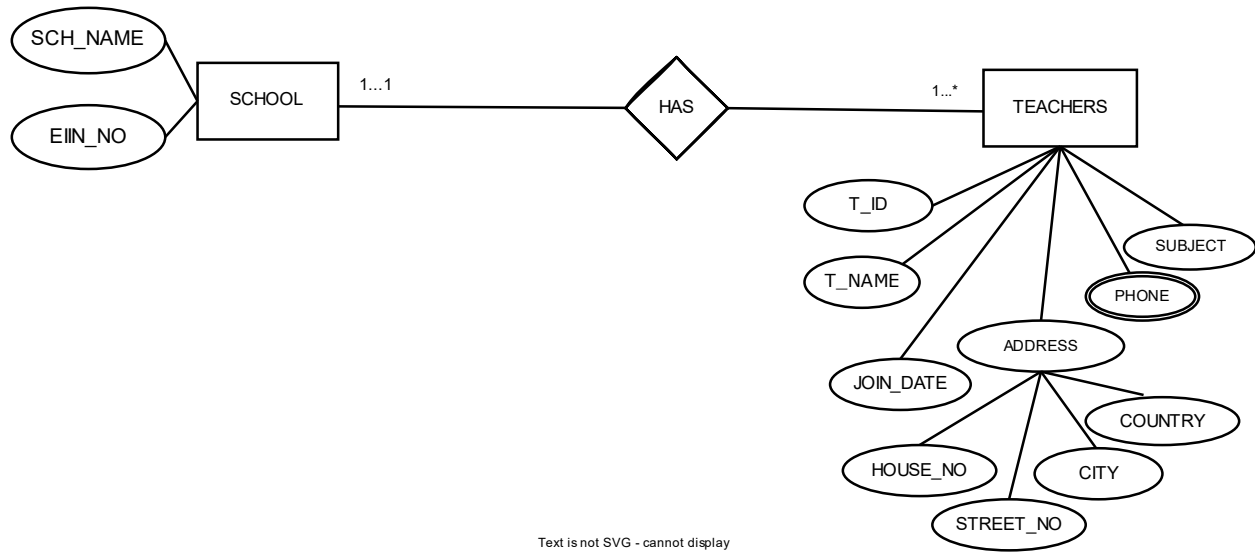 SCH_NAME
SCHOOL
EIIN_NO
1...1
HAS
1...*
TEACHERS
T_ID
T_NAME
JOIN_DATE
ADDRESS
PHONE
SUBJECT
HOUSE_NO
STREET_NO
CITY
COUNTRY
Text is not SVG - cannot display